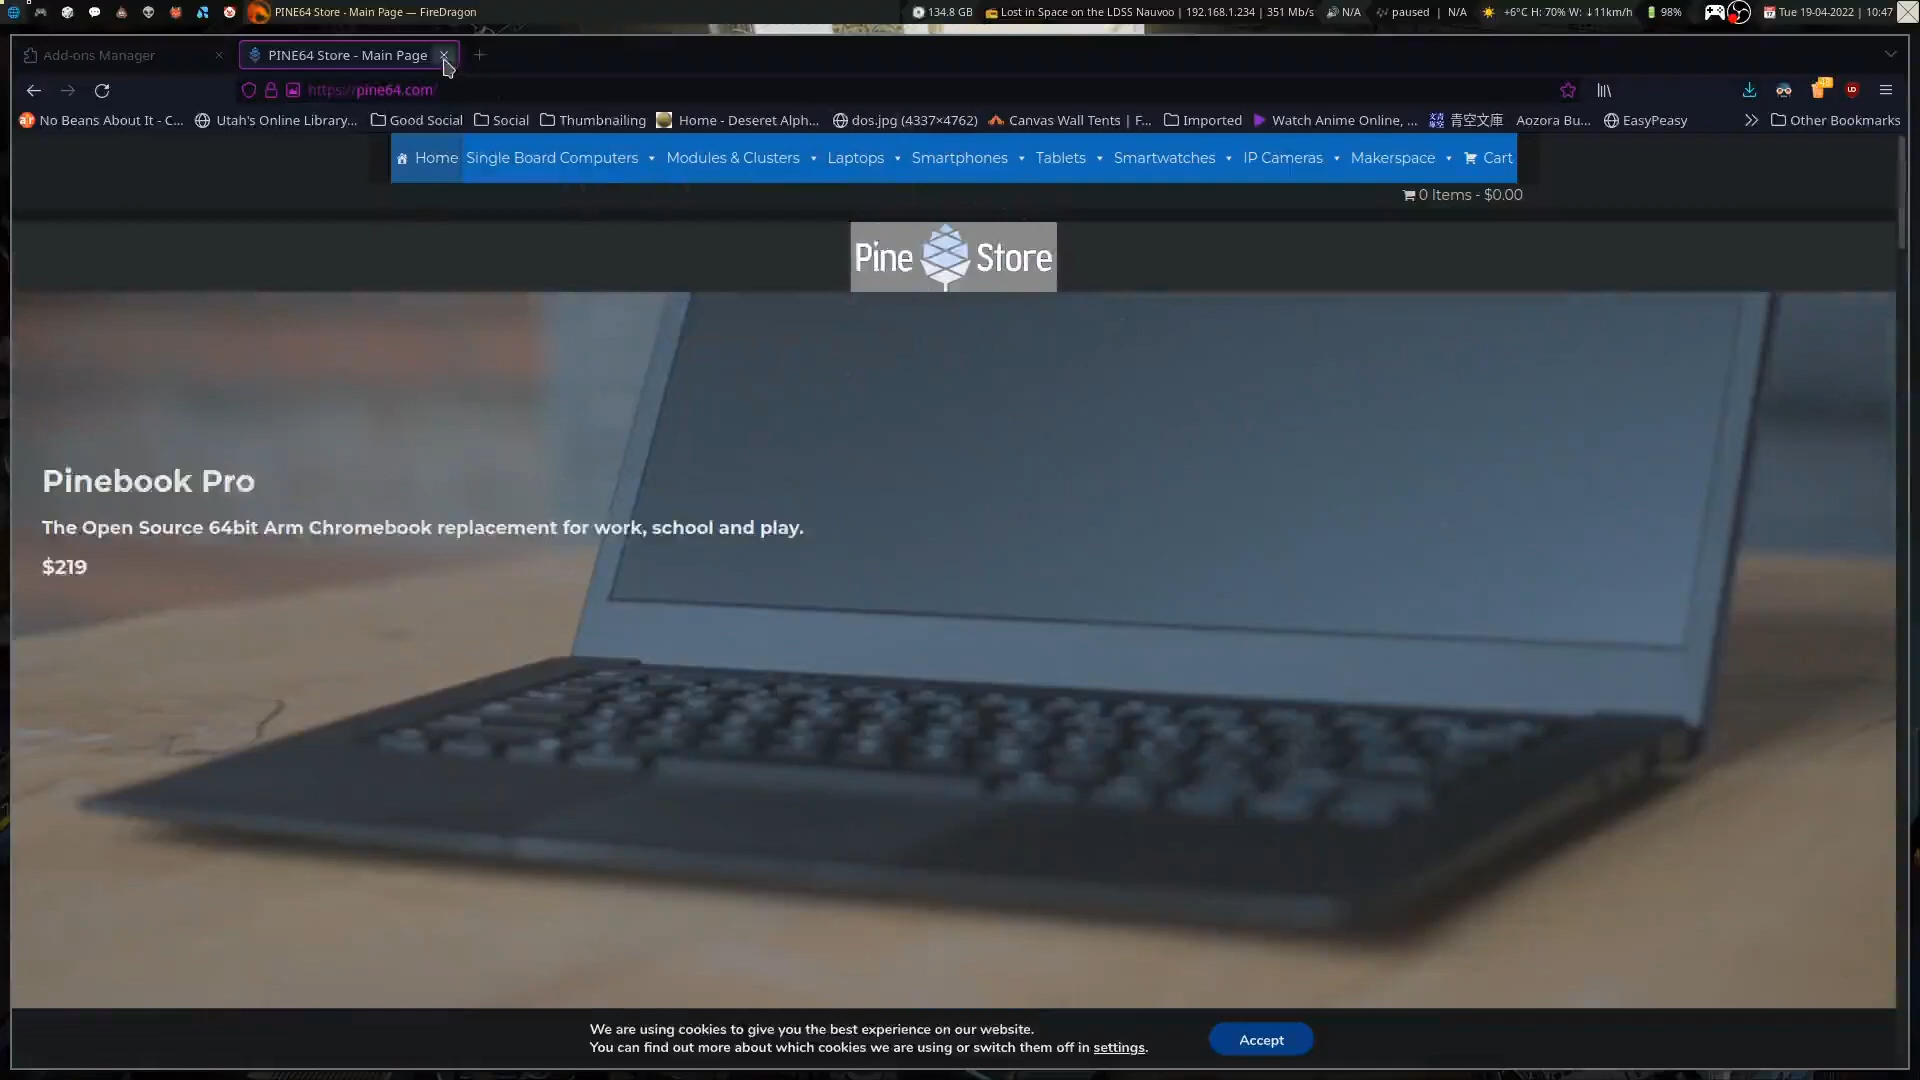 PINE64 Store - Main Page — FireDragon
134.8 GB
Lost in Space on the LDSS Nauvoo | 192.168.1.234 | 351 Mb/s
N/A
paused | N/A
+6°C H: 70% W: ↓11km/h
98%
Tue 19-04-2022 | 10:47
Add-ons Manager
PINE64 Store - Main Page
https://pine64.com
No Beans About It - C...
Utah's Online Library...
Good Social
Social
Thumbnailing
Home - Deseret Alph...
dos.jpg (4337×4762)
Canvas Wall Tents | F...
Imported
Watch Anime Online, ...
青空文庫 Aozora Bu...
EasyPeasy
Other Bookmarks
Home
Single Board Computers
Modules & Clusters
Laptops
Smartphones
Tablets
Smartwatches
IP Cameras
Makerspace
Cart
0 Items - $0.00
Pine Store
Pinebook Pro
The Open Source 64bit Arm Chromebook replacement for work, school and play.
$219
We are using cookies to give you the best experience on our website.
You can find out more about which cookies we are using or switch them off in settings.
Accept